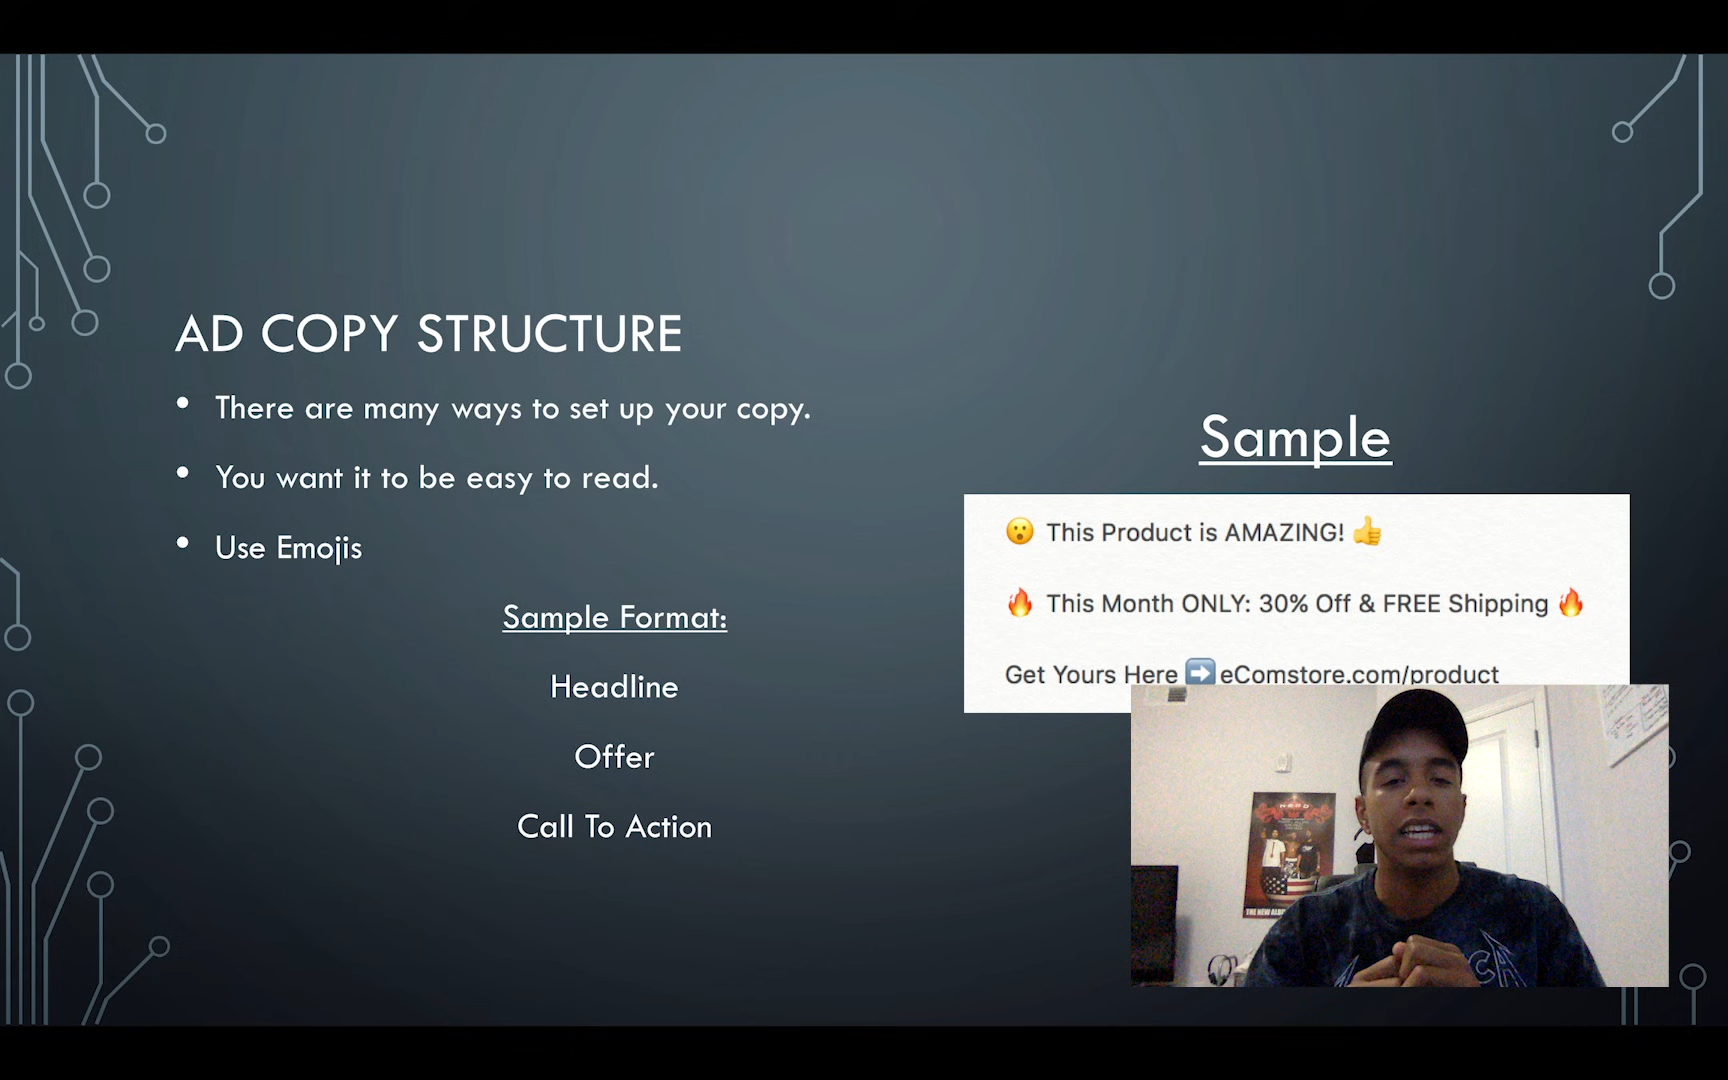 AD COPY STRUCTURE
• There are many ways to set up your copy.
• You want it to be easy to read.
• Use Emojis
Sample Format:
Headline
Offer
Call To Action
Sample
😮 This Product is AMAZING! 👍
🔥 This Month ONLY: 30% Off & FREE Shipping 🔥
Get Yours Here ➡️ eComstore.com/product
THE NEW